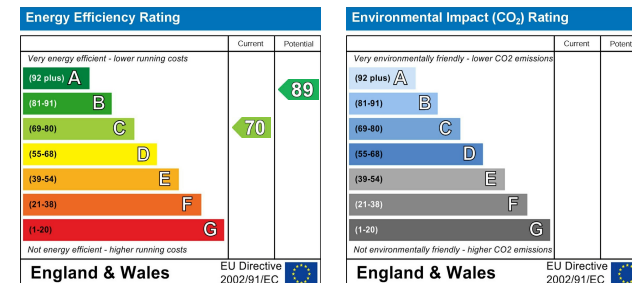 Energy Efficiency Rating
Current Potential
Very energy efficient - lower running costs
(92 plus) A
(81-91) B
(69-80) C
(55-68) D
(39-54) E
(21-38) F
(1-20) G
70
89
Not energy efficient - higher running costs
England & Wales
EU Directive
2002/91/EC
Environmental Impact (CO₂) Rating
Current Potent
Very environmentally friendly - lower CO2 emissions
(92 plus) A
(81-91) B
(69-80) C
(55-68) D
(39-54) E
(21-38) F
(1-20) G
Not environmentally friendly - higher CO2 emissions
England & Wales
EU Directive
2002/91/EC